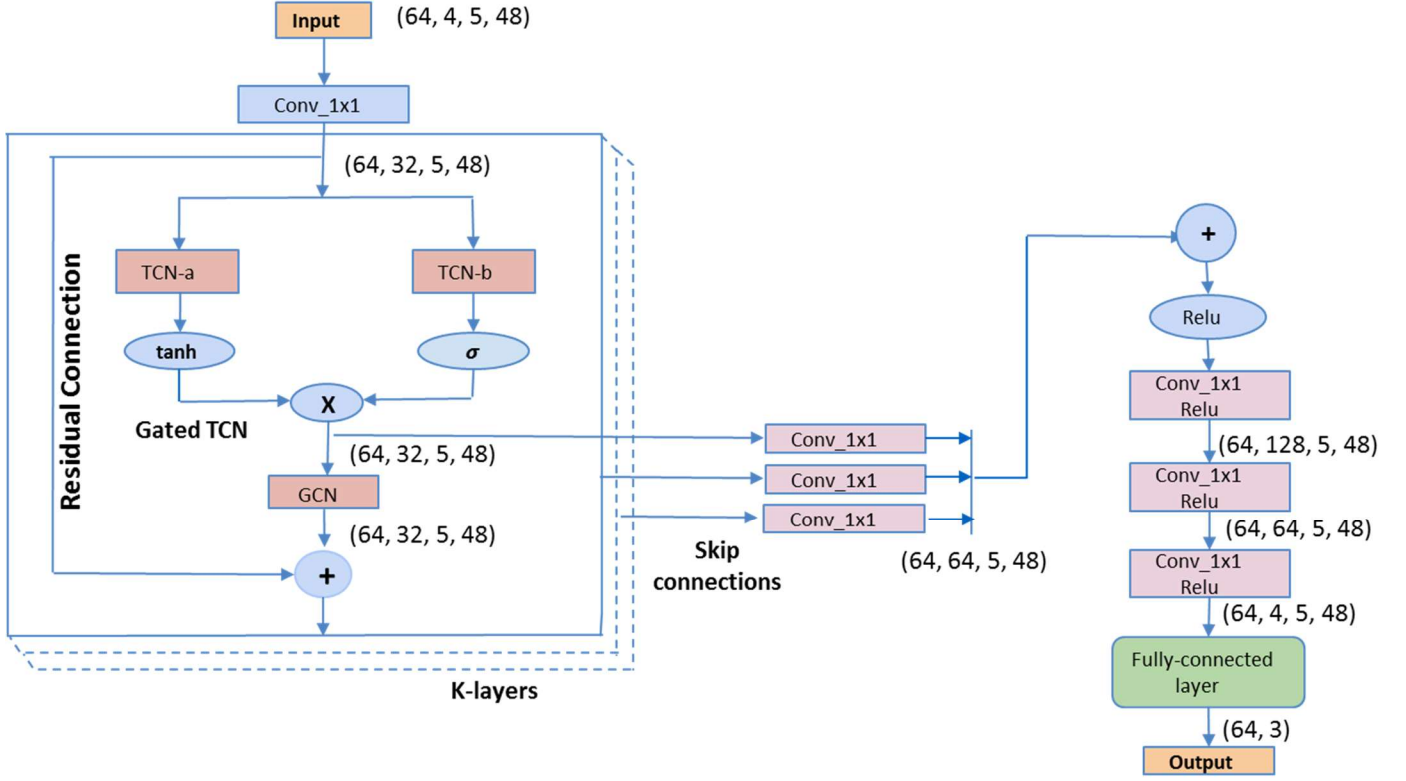 Input
(64, 4, 5, 48)
Conv_1x1
(64, 32, 5, 48)
Residual Connection
TCN-a
TCN-b
tanh
σ
X
Gated TCN
(64, 32, 5, 48)
GCN
(64, 32, 5, 48)
+
K-layers
Conv_1x1
Conv_1x1
Conv_1x1
Skip
connections
(64, 64, 5, 48)
+
Relu
Conv_1x1
Relu
(64, 128, 5, 48)
Conv_1x1
Relu
(64, 64, 5, 48)
Conv_1x1
Relu
(64, 4, 5, 48)
Fully-connected
layer
(64, 3)
Output